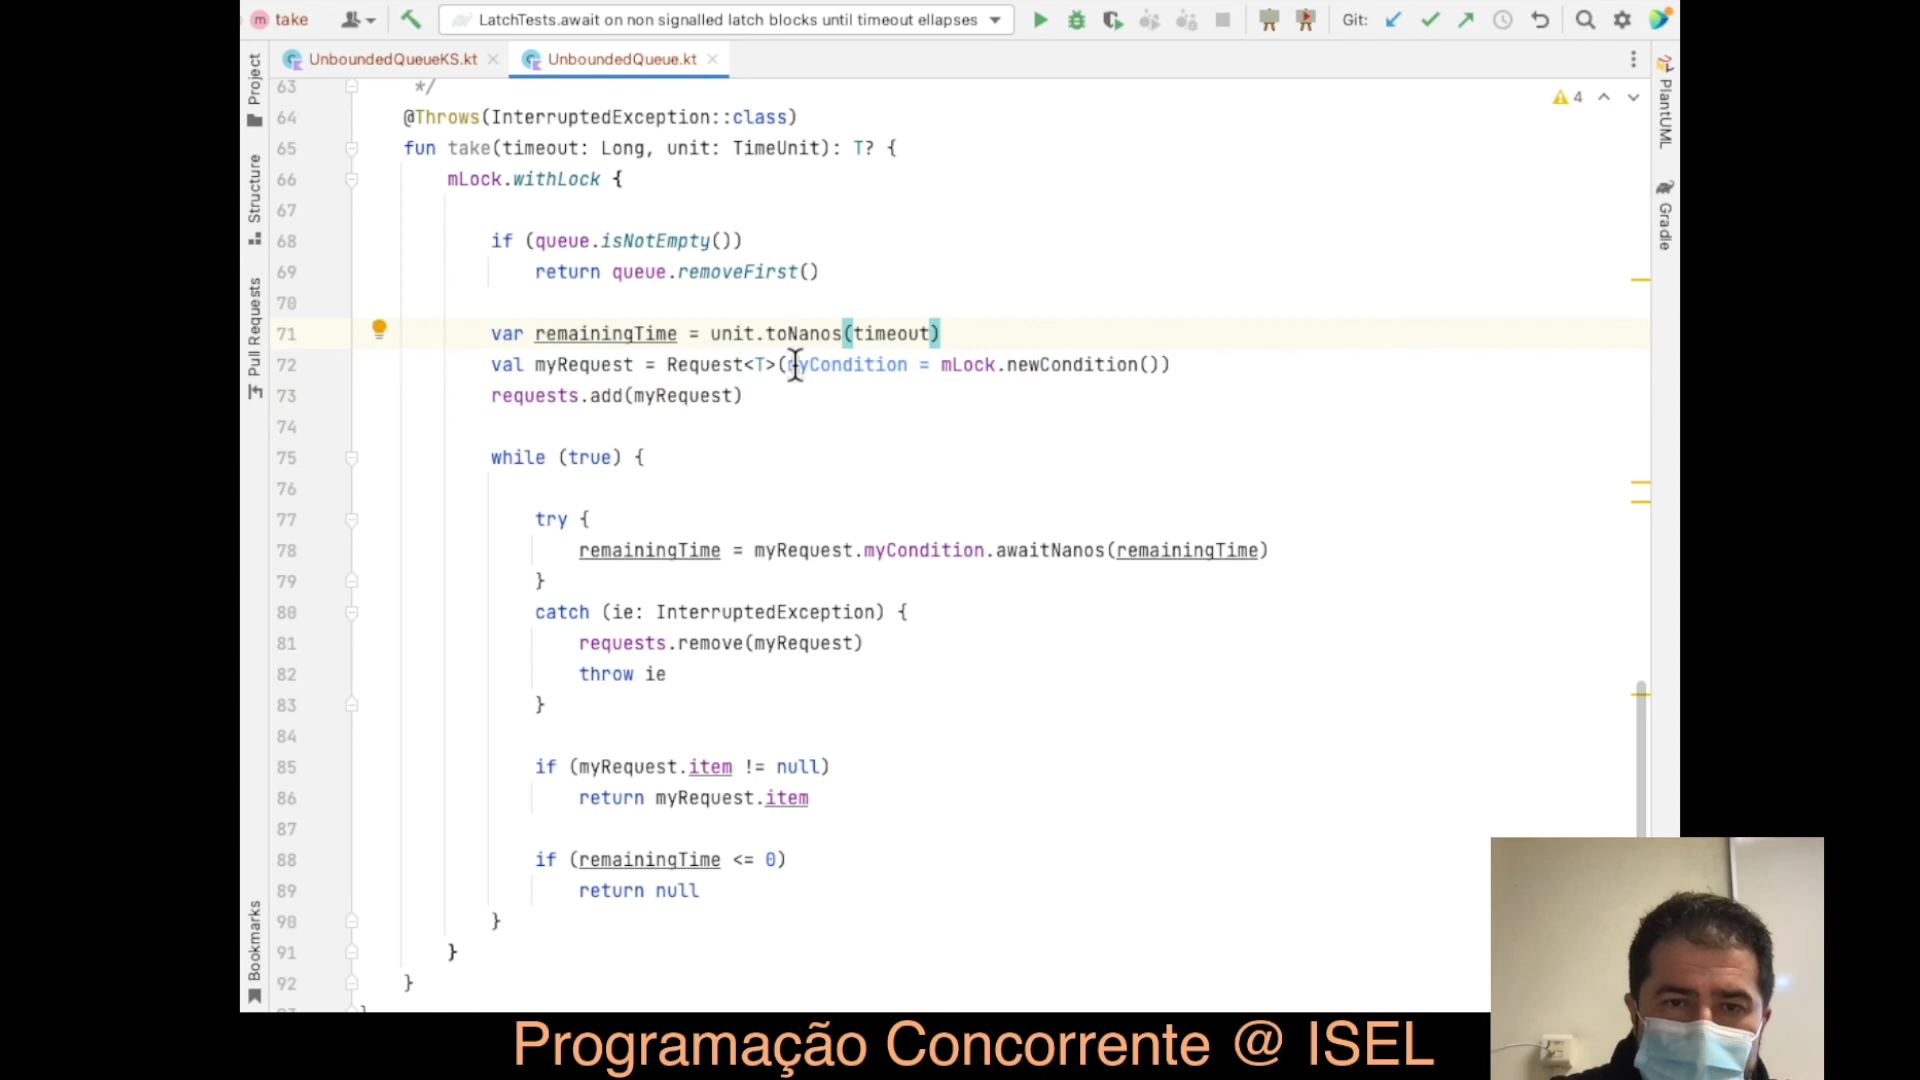 take
LatchTests.await on non signalled latch blocks until timeout ellapses
Git:
UnboundedQueueKS.kt
UnboundedQueue.kt
Project
Structure
Pull Requests
Bookmarks
PlantUML
Gradle
4
63 */
64 @Throws(InterruptedException::class)
65 fun take(timeout: Long, unit: TimeUnit): T? {
66 mLock.withLock {
67
68 if (queue.isNotEmpty())
69 return queue.removeFirst()
70
71 var remainingTime = unit.toNanos(timeout)
72 val myRequest = Request<T>(myCondition = mLock.newCondition())
73 requests.add(myRequest)
74
75 while (true) {
76
77 try {
78 remainingTime = myRequest.myCondition.awaitNanos(remainingTime)
79 }
80 catch (ie: InterruptedException) {
81 requests.remove(myRequest)
82 throw ie
83 }
84
85 if (myRequest.item != null)
86 return myRequest.item
87
88 if (remainingTime <= 0)
89 return null
90 }
91 }
92 }
Programação Concorrente @ ISEL